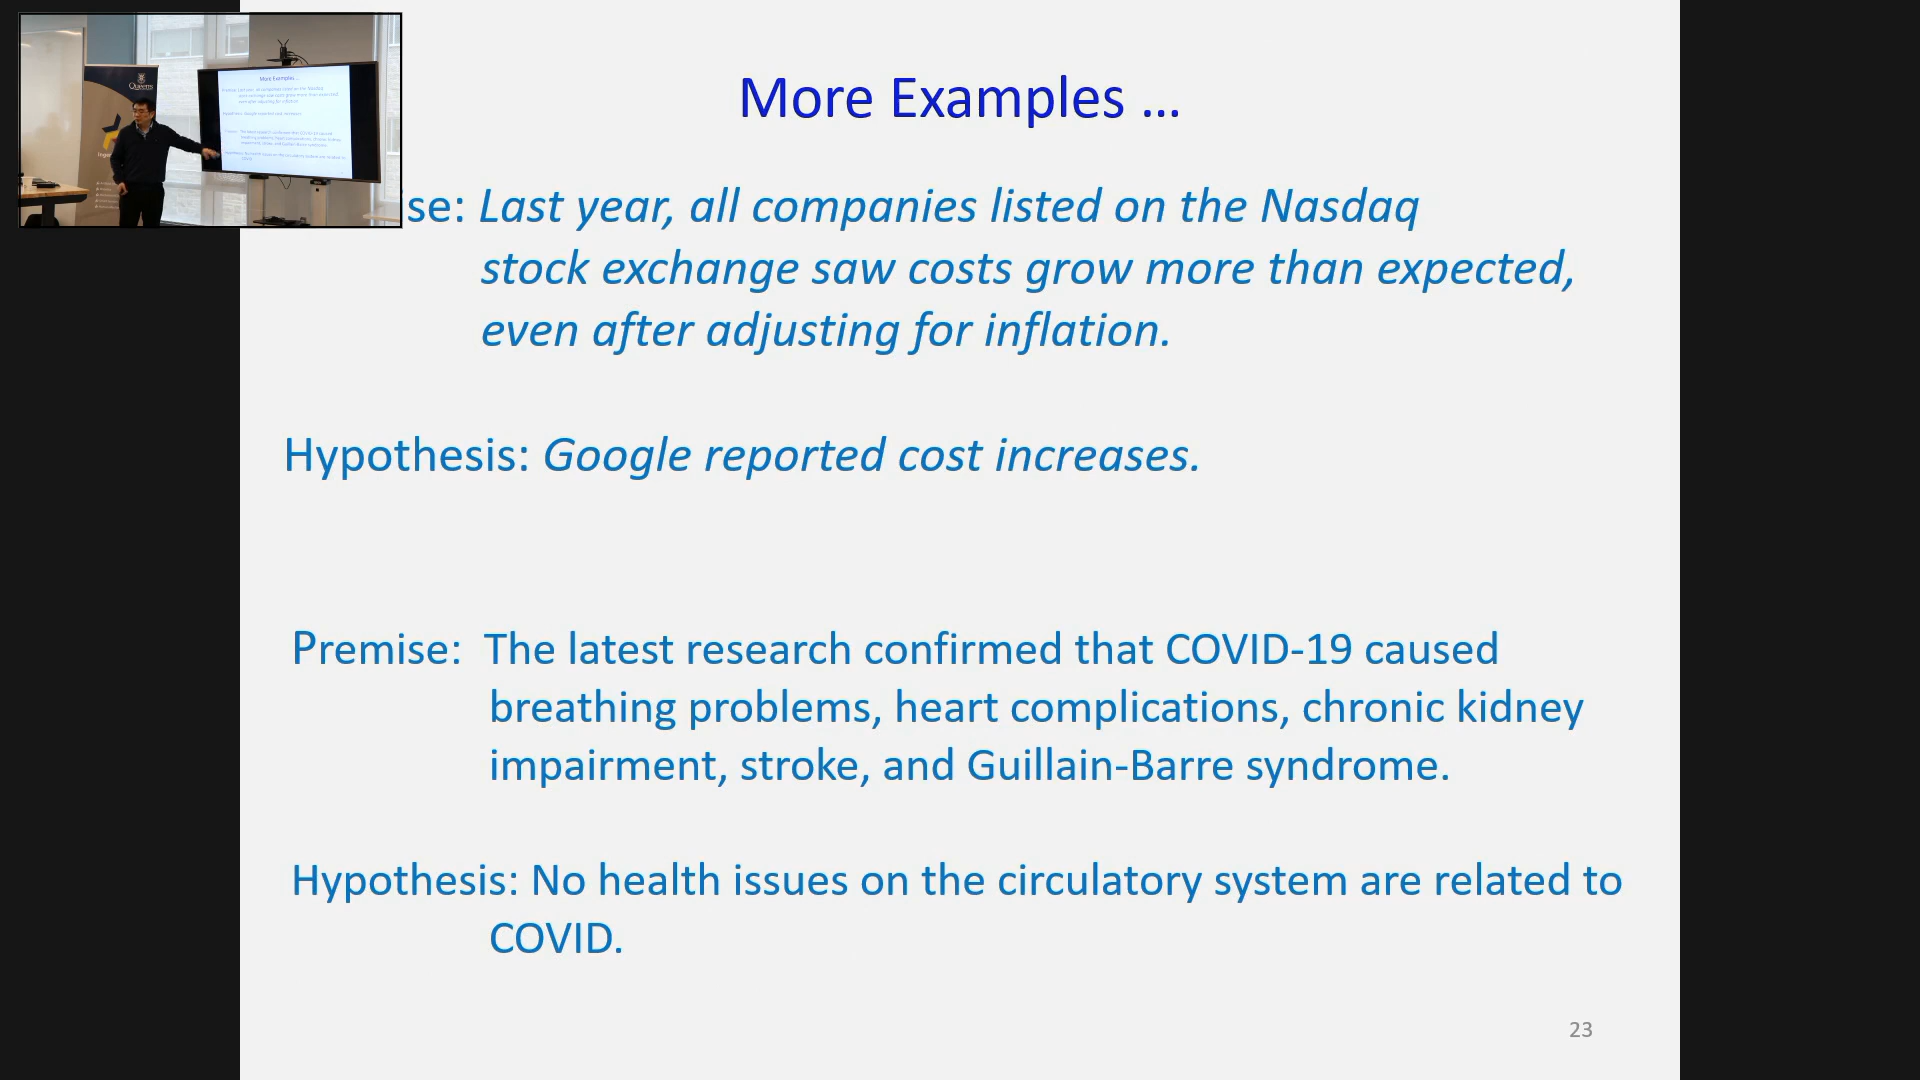 More Examples ...
se: Last year, all companies listed on the Nasdaq
stock exchange saw costs grow more than expected,
even after adjusting for inflation.
Hypothesis: Google reported cost increases.
Premise: The latest research confirmed that COVID-19 caused
breathing problems, heart complications, chronic kidney
impairment, stroke, and Guillain-Barre syndrome.
Hypothesis: No health issues on the circulatory system are related to
COVID.
23
Queen's
More Examples ...